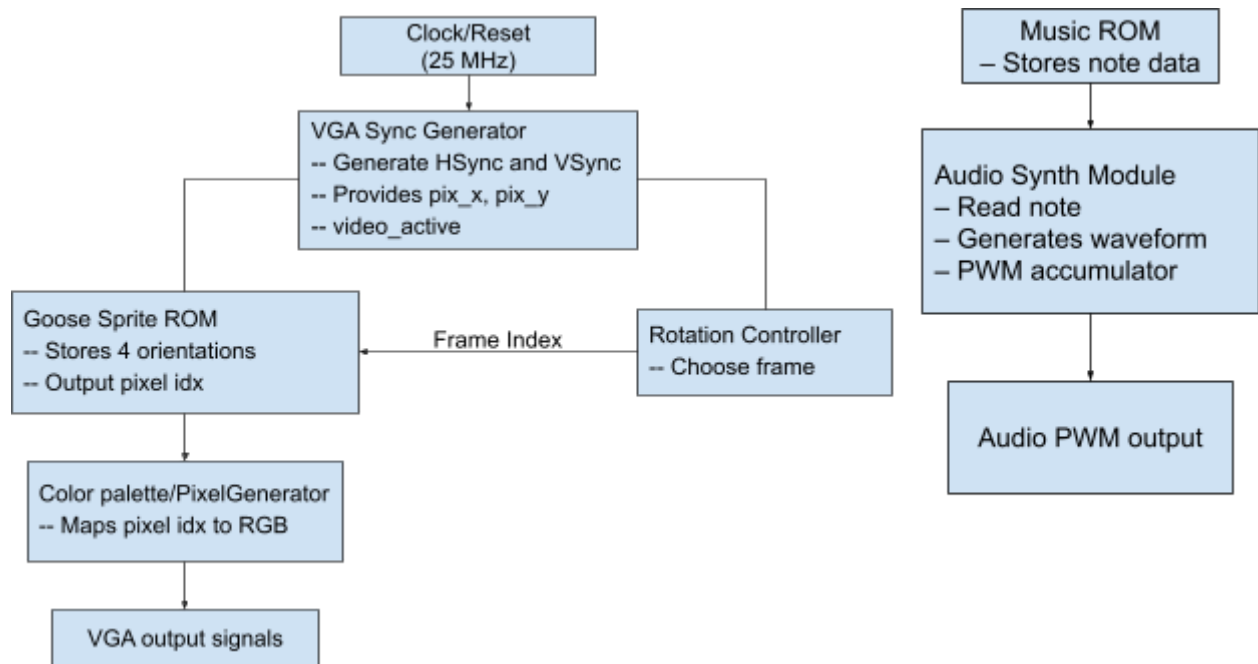 Clock/Reset
(25 MHz)
VGA Sync Generator
-- Generate HSync and VSync
-- Provides pix_x, pix_y
-- video_active
Goose Sprite ROM
-- Stores 4 orientations
-- Output pixel idx
Frame Index
Rotation Controller
-- Choose frame
Color palette/PixelGenerator
-- Maps pixel idx to RGB
VGA output signals
Music ROM
– Stores note data
Audio Synth Module
– Read note
– Generates waveform
– PWM accumulator
Audio PWM output